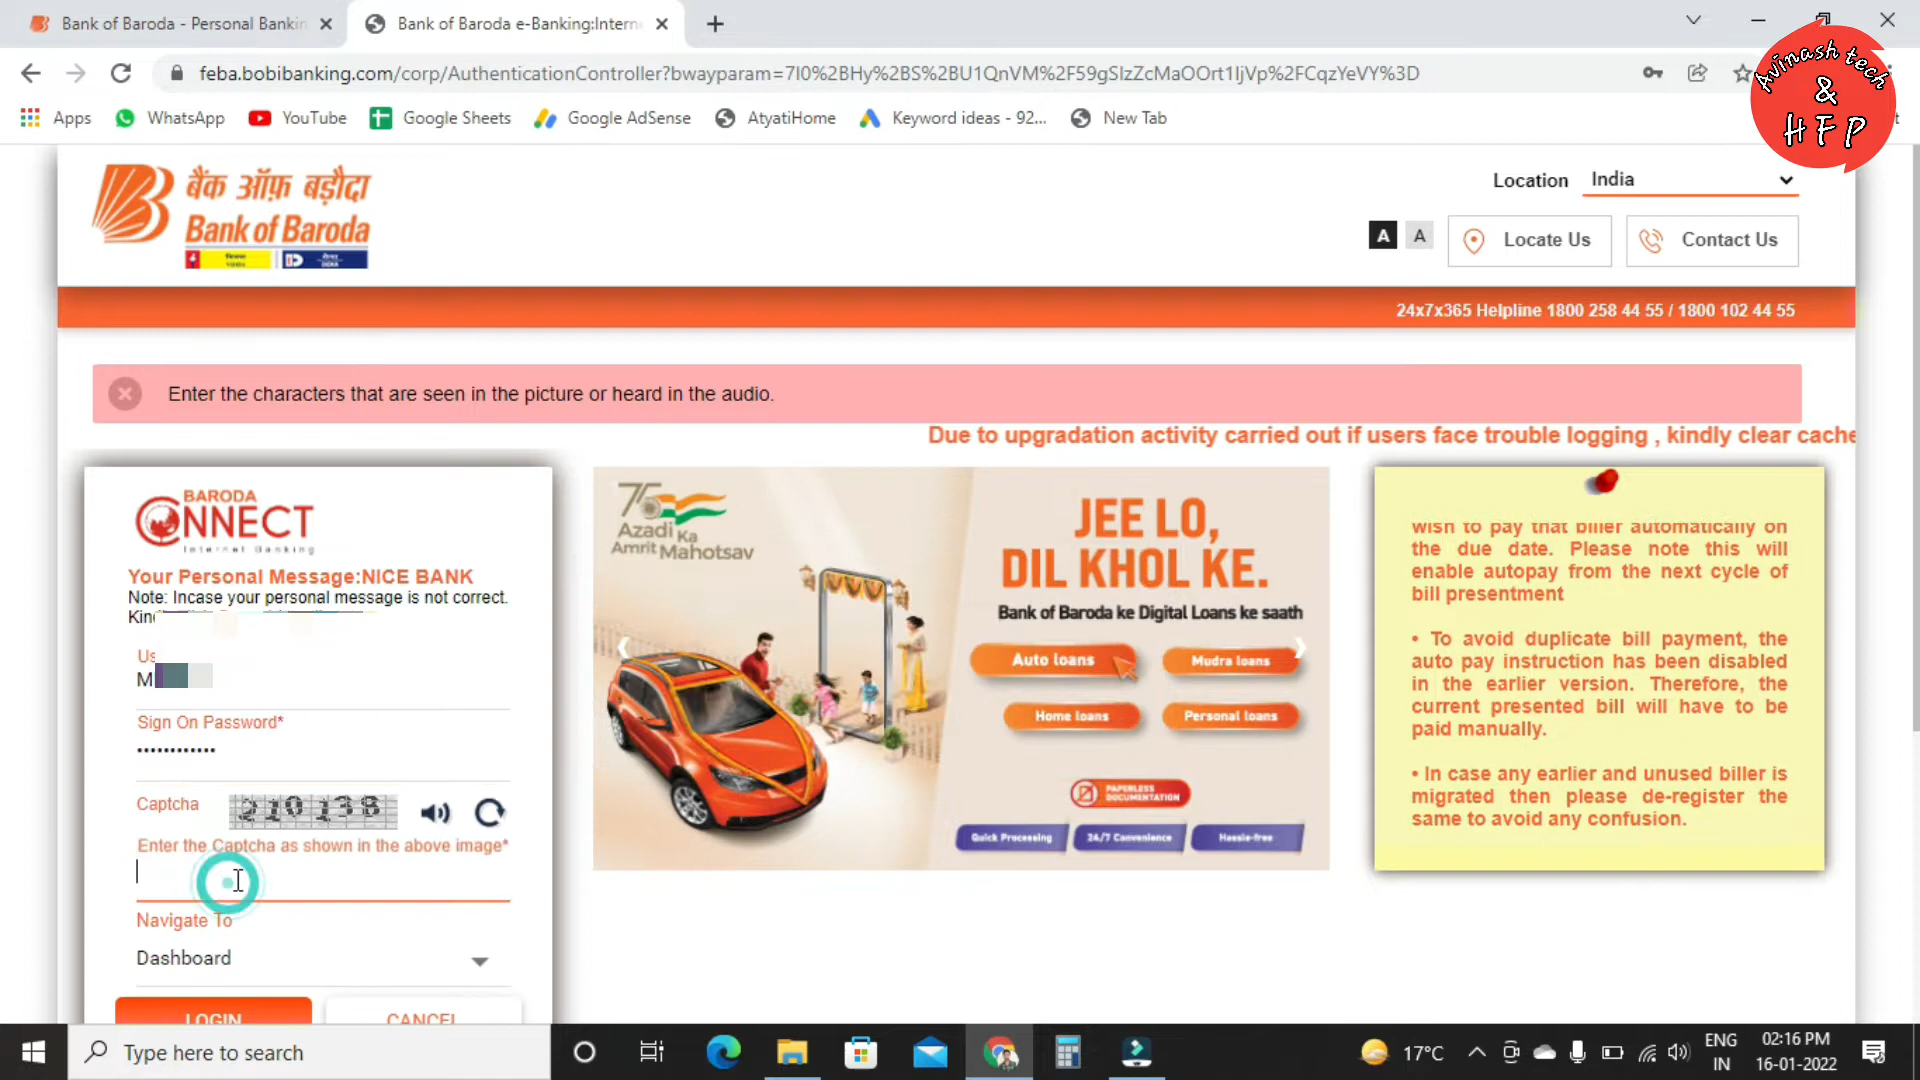 Bank of Baroda - Personal Bankin
Bank of Baroda e-Banking:Intern
feba.bobibanking.com/corp/AuthenticationController?bwayparam=7I0%2BHy%2BS%2BU1QnVM%2F59gSIzZcMaOOrt1IjVp%2FCqzYeVY%3D
Apps
WhatsApp
YouTube
Google Sheets
Google AdSense
AtyatiHome
Keyword ideas - 92...
New Tab
Avinash tech
&
HFP
बैंक ऑफ़ बड़ौदा
Bank of Baroda
Location
India
A
A
Locate Us
Contact Us
24x7x365 Helpline 1800 258 44 55 / 1800 102 44 55
Enter the characters that are seen in the picture or heard in the audio.
Due to upgradation activity carried out if users face trouble logging , kindly clear cache
BARODA
CONNECT
Internet Banking
Your Personal Message:NICE BANK
Note: Incase your personal message is not correct.
Kin
Us
M
Sign On Password*
••••••••••••
Captcha
210138
Enter the Captcha as shown in the above image*
Navigate To
Dashboard
LOGIN
CANCEL
75
Azadi Ka
Amrit Mahotsav
JEE LO,
DIL KHOL KE.
Bank of Baroda ke Digital Loans ke saath
Auto loans
Mudra loans
Home loans
Personal loans
PAPERLESS
DOCUMENTATION
Quick Processing
24/7 Convenience
Hassle-free
wish to pay that biller automatically on
the due date. Please note this will
enable autopay from the next cycle of
bill presentment
• To avoid duplicate bill payment, the
auto pay instruction has been disabled
in the earlier version. Therefore, the
current presented bill will have to be
paid manually.
• In case any earlier and unused biller is
migrated then please de-register the
same to avoid any confusion.
Type here to search
17°C
ENG
IN
02:16 PM
16-01-2022